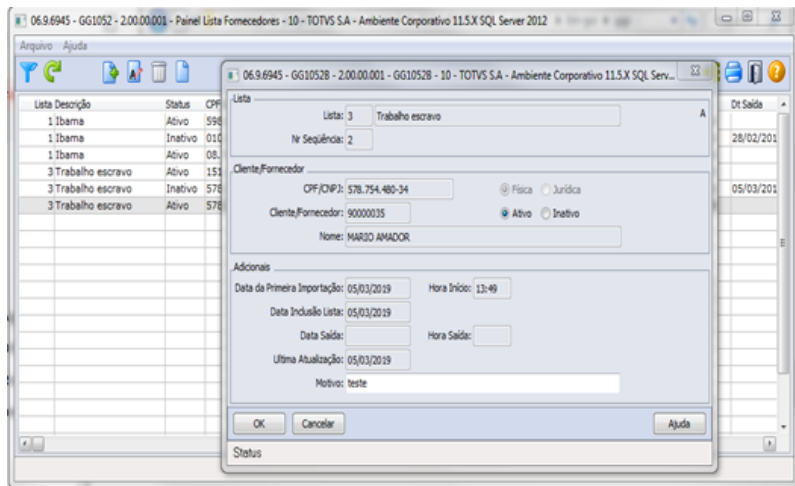 06.9.6945 - GG1052 - 2.00.00.001 - Painel Lista Fornecedores - 10 - TOTVS S.A - Ambiente Corporativo 11.5.X SQL Server 2012
Arquivo Ajuda
Lista Descrição Status CPF Dt Saída
1 Ibama Ativo 598
1 Ibama Inativo 010 28/02/201
1 Ibama Ativo 08.
3 Trabalho escravo Ativo 151
3 Trabalho escravo Inativo 578 05/03/201
3 Trabalho escravo Ativo 578
06.9.6945 - GG1052B - 2.00.00.001 - GG1052B - 10 - TOTVS S.A - Ambiente Corporativo 11.5.X SQL Serv...
Lista
Lista: 3 Trabalho escravo A
Nr Seqüência: 2
Cliente/Fornecedor
CPF/CNPJ: 578.754.480-34 Física Jurídica
Cliente/Fornecedor: 90000035 Ativo Inativo
Nome: MARIO AMADOR
Adicionais
Data da Primeira Importação: 05/03/2019 Hora Início: 13:49
Data Inclusão Lista: 05/03/2019
Data Saída: Hora Saída:
Ultima Atualização: 05/03/2019
Motivo: teste
OK Cancelar Ajuda
Status